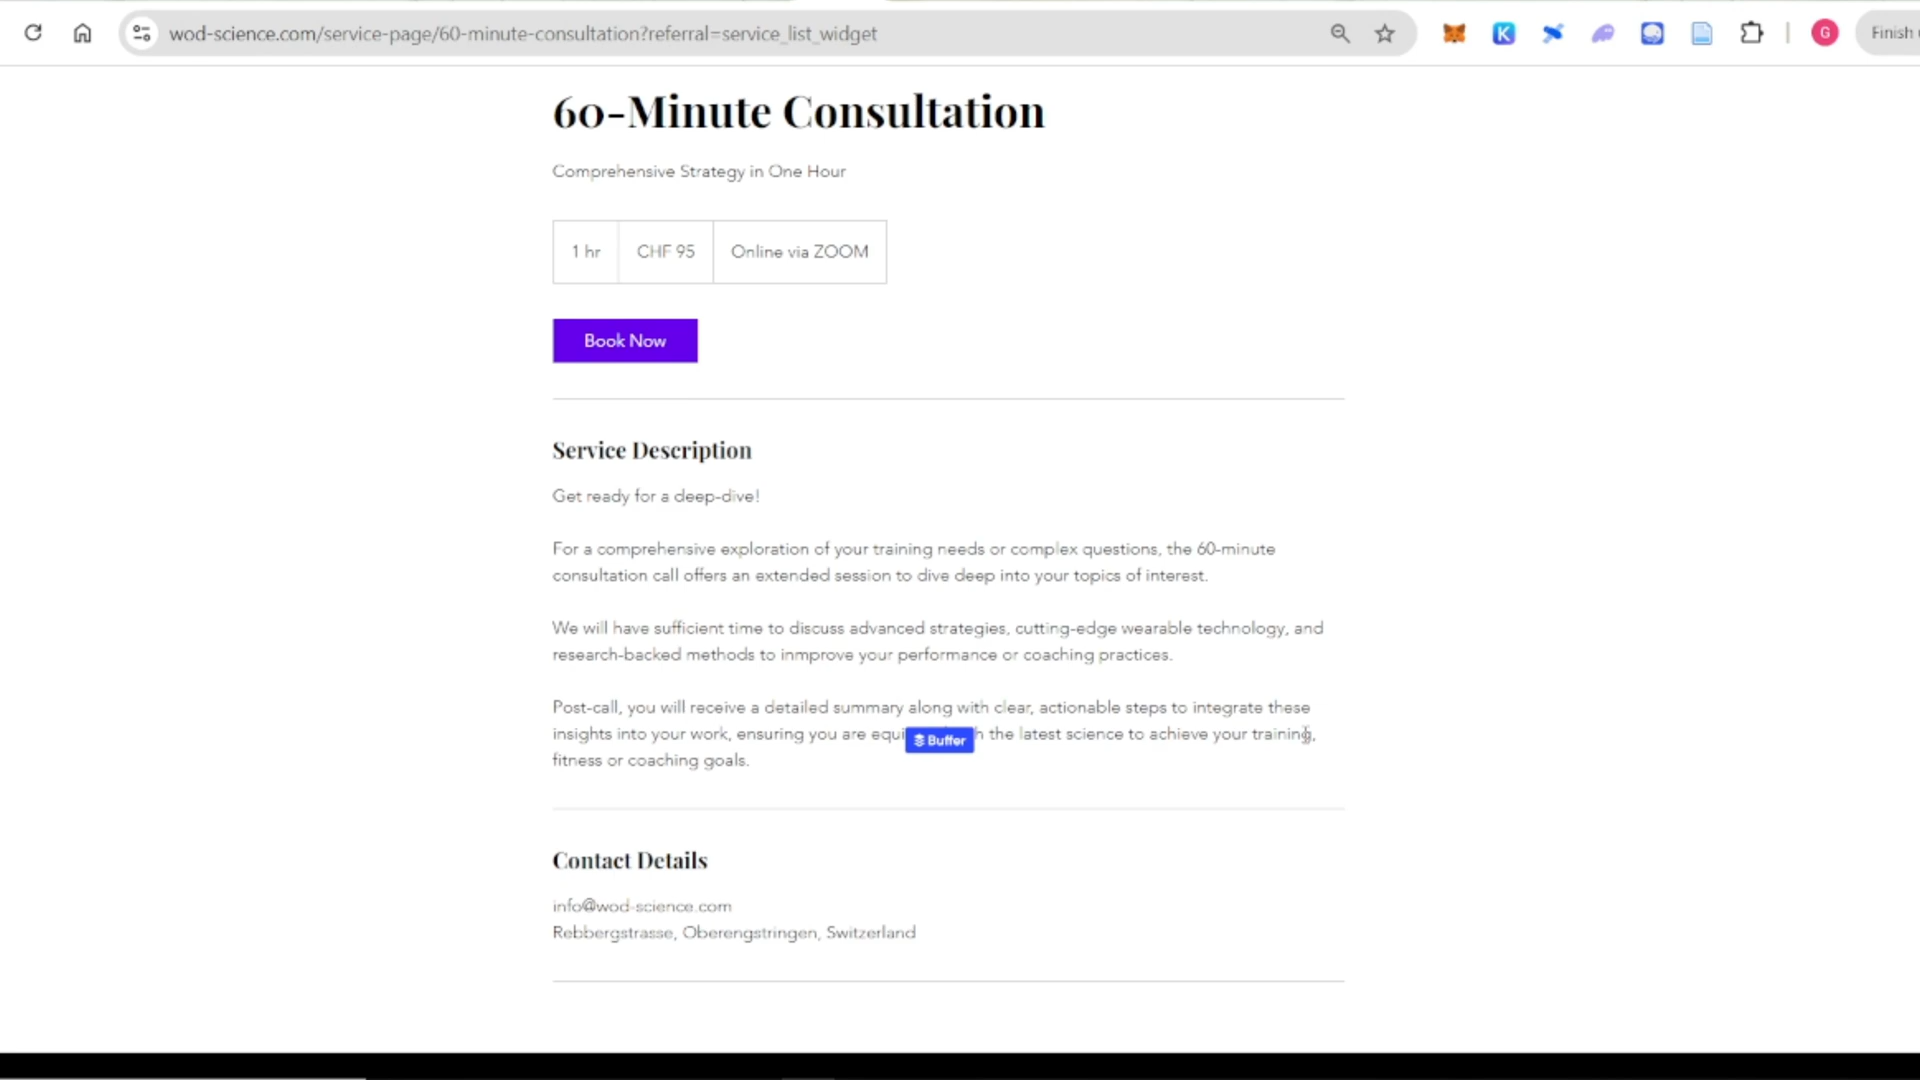 wod-science.com/service-page/60-minute-consultation?referral=service_list_widget
K
G
Finish
60-Minute Consultation
Comprehensive Strategy in One Hour
1 hr
CHF 95
Online via ZOOM
Book Now
Service Description
Get ready for a deep-dive!
For a comprehensive exploration of your training needs or complex questions, the 60-minute
consultation call offers an extended session to dive deep into your topics of interest.
We will have sufficient time to discuss advanced strategies, cutting-edge wearable technology, and
research-backed methods to inmprove your performance or coaching practices.
Post-call, you will receive a detailed summary along with clear, actionable steps to integrate these
insights into your work, ensuring you are the latest science to achieve your training,
Buffer
fitness or coaching goals.
Contact Details
info@wod-science.com
Rebbergstrasse, Oberengstringen, Switzerland